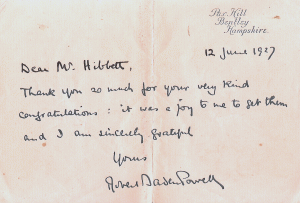 Pax Hill
Bentley
Hampshire.
12 June 1937
Dear Mr. Hibbett,
Thank you so much for your very kind
congratulations : it was a joy to me to get them
and I am sincerely grateful
Yours
Robert Baden Powell